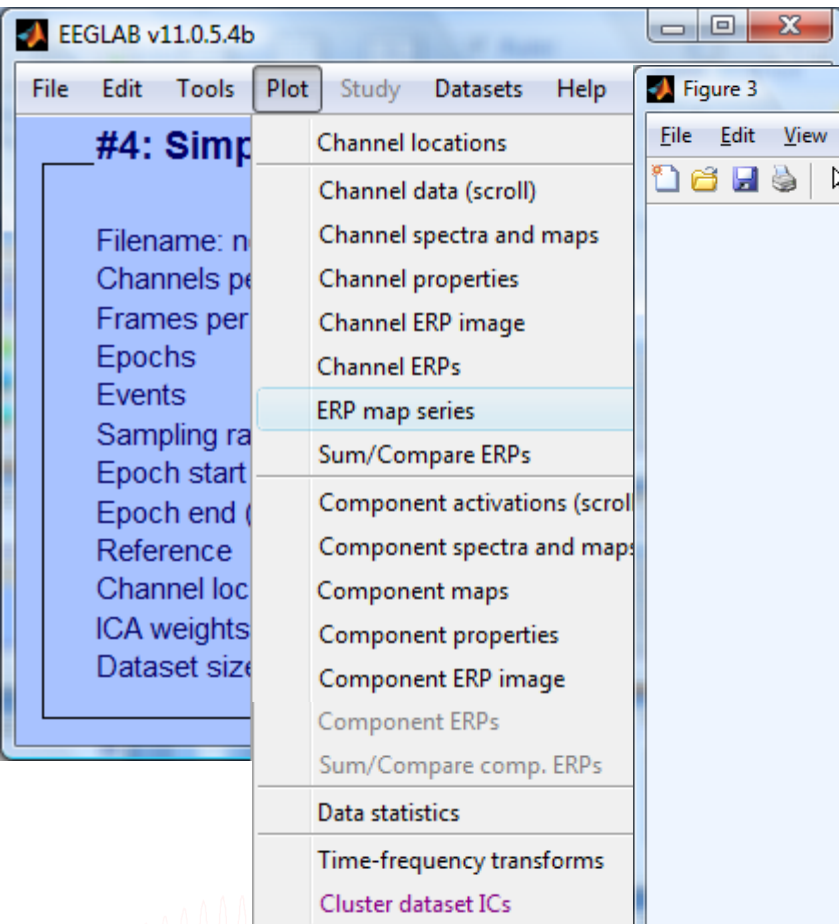 EEGLAB v11.0.5.4b
File Edit Tools Plot Study Datasets Help
#4: Simp
Filename: n
Channels pe
Frames per
Epochs
Events
Sampling ra
Epoch start
Epoch end (
Reference
Channel loc
ICA weights
Dataset size
Channel locations
Channel data (scroll)
Channel spectra and maps
Channel properties
Channel ERP image
Channel ERPs
ERP map series
Sum/Compare ERPs
Component activations (scroll
Component spectra and maps
Component maps
Component properties
Component ERP image
Component ERPs
Sum/Compare comp. ERPs
Data statistics
Time-frequency transforms
Cluster dataset ICs
Figure 3
File Edit View